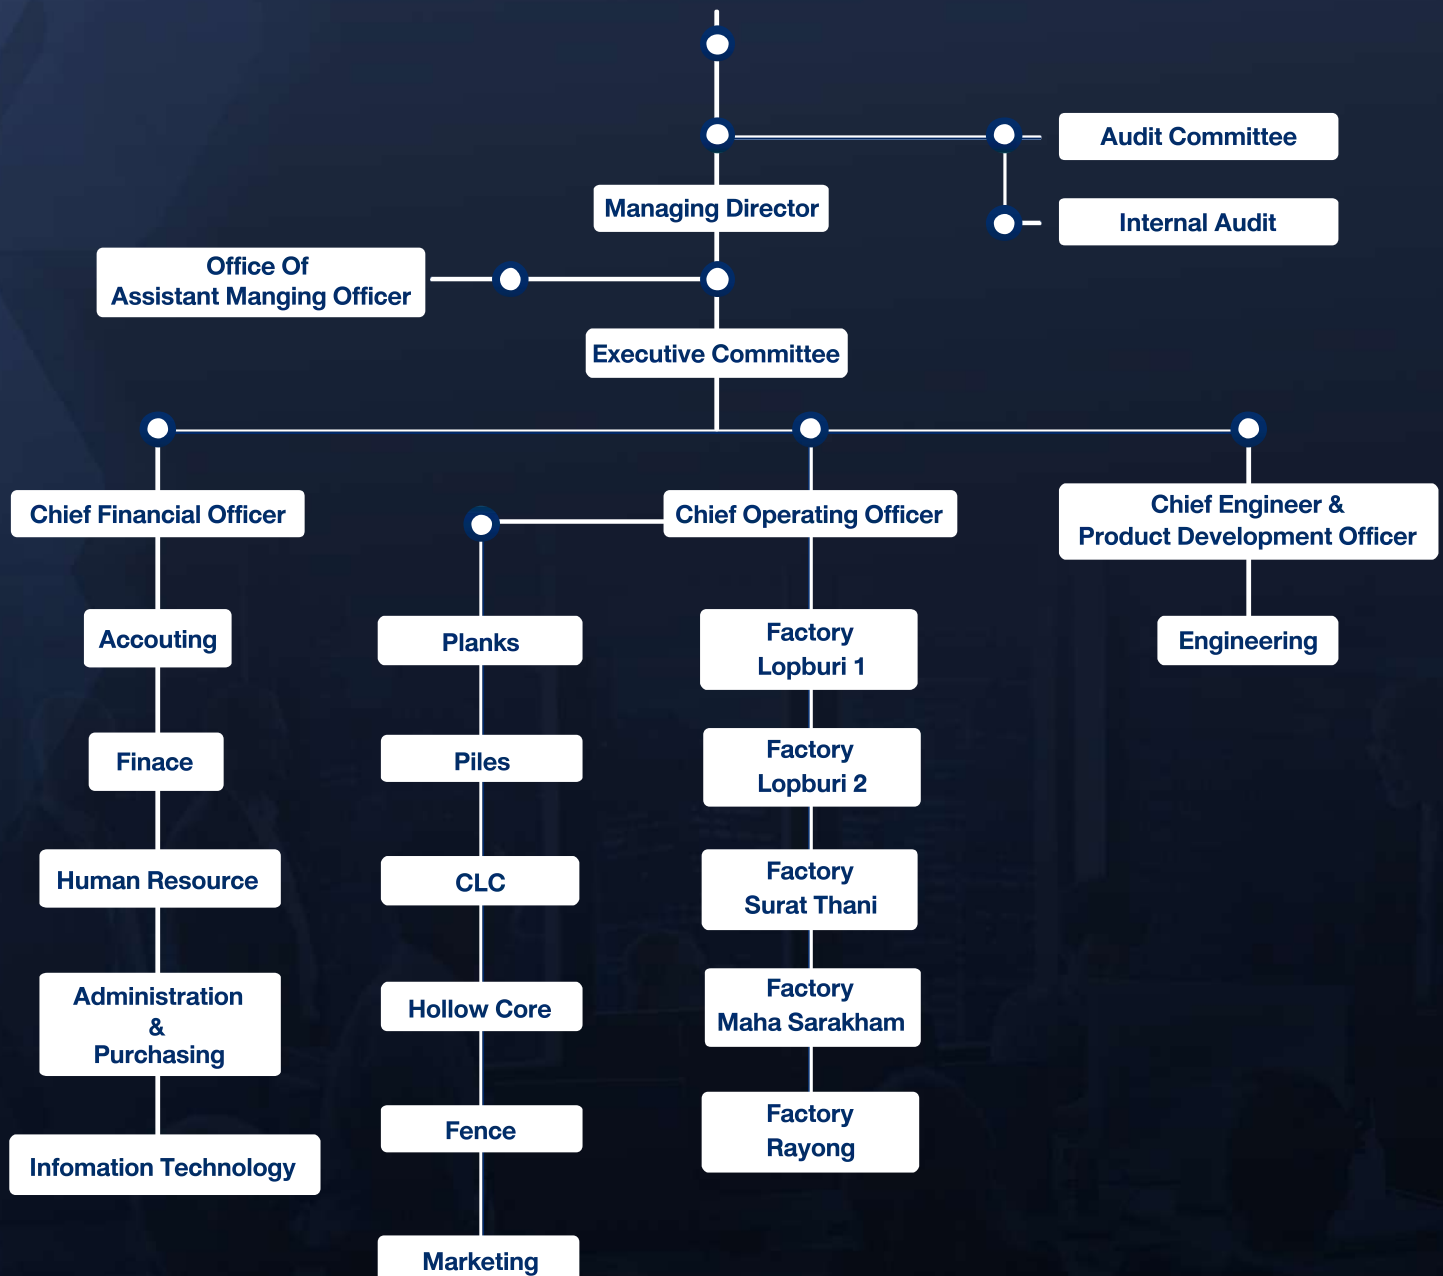 Audit Committee
Managing Director
Internal Audit
Office Of
Assistant Manging Officer
Executive Committee
Chief Financial Officer
Chief Operating Officer
Chief Engineer &
Product Development Officer
Accouting
Planks
Factory
Lopburi 1
Engineering
Finace
Piles
Factory
Lopburi 2
Human Resource
CLC
Factory
Surat Thani
Administration
&
Purchasing
Hollow Core
Factory
Maha Sarakham
Infomation Technology
Fence
Factory
Rayong
Marketing